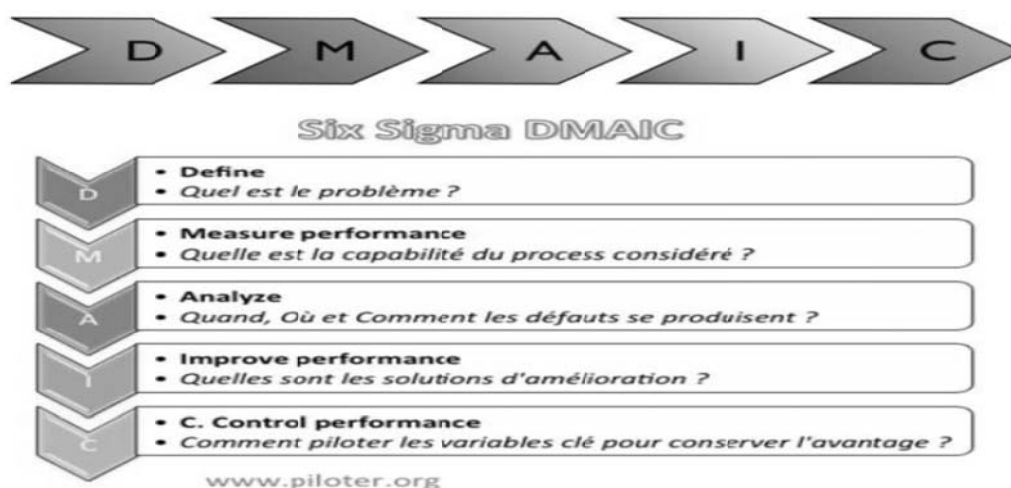 D M A I C
Six Sigma DMAIC
D
• Define
• Quel est le problème ?
M
• Measure performance
• Quelle est la capabilité du process considéré ?
A
• Analyze
• Quand, Où et Comment les défauts se produisent ?
I
• Improve performance
• Quelles sont les solutions d'amélioration ?
C
• C. Control performance
• Comment piloter les variables clé pour conserver l'avantage ?
www.piloter.org